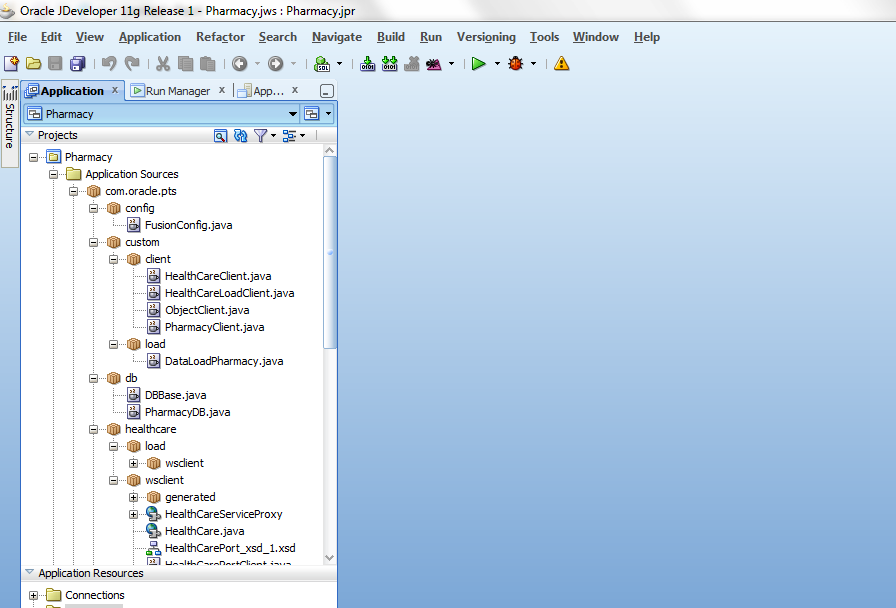 Oracle JDeveloper 11g Release 1 - Pharmacy.jws : Pharmacy.jpr
File Edit View Application Refactor Search Navigate Build Run Versioning Tools Window Help
Structure
Application x Run Manager x App... x
Pharmacy
Projects
Pharmacy
Application Sources
com.oracle.pts
config
FusionConfig.java
custom
client
HealthCareClient.java
HealthCareLoadClient.java
ObjectClient.java
PharmacyClient.java
load
DataLoadPharmacy.java
db
DBBase.java
PharmacyDB.java
healthcare
load
wsclient
wsclient
generated
HealthCareServiceProxy
HealthCare.java
HealthCarePort_xsd_1.xsd
HealthCarePortClient.java
Application Resources
Connections